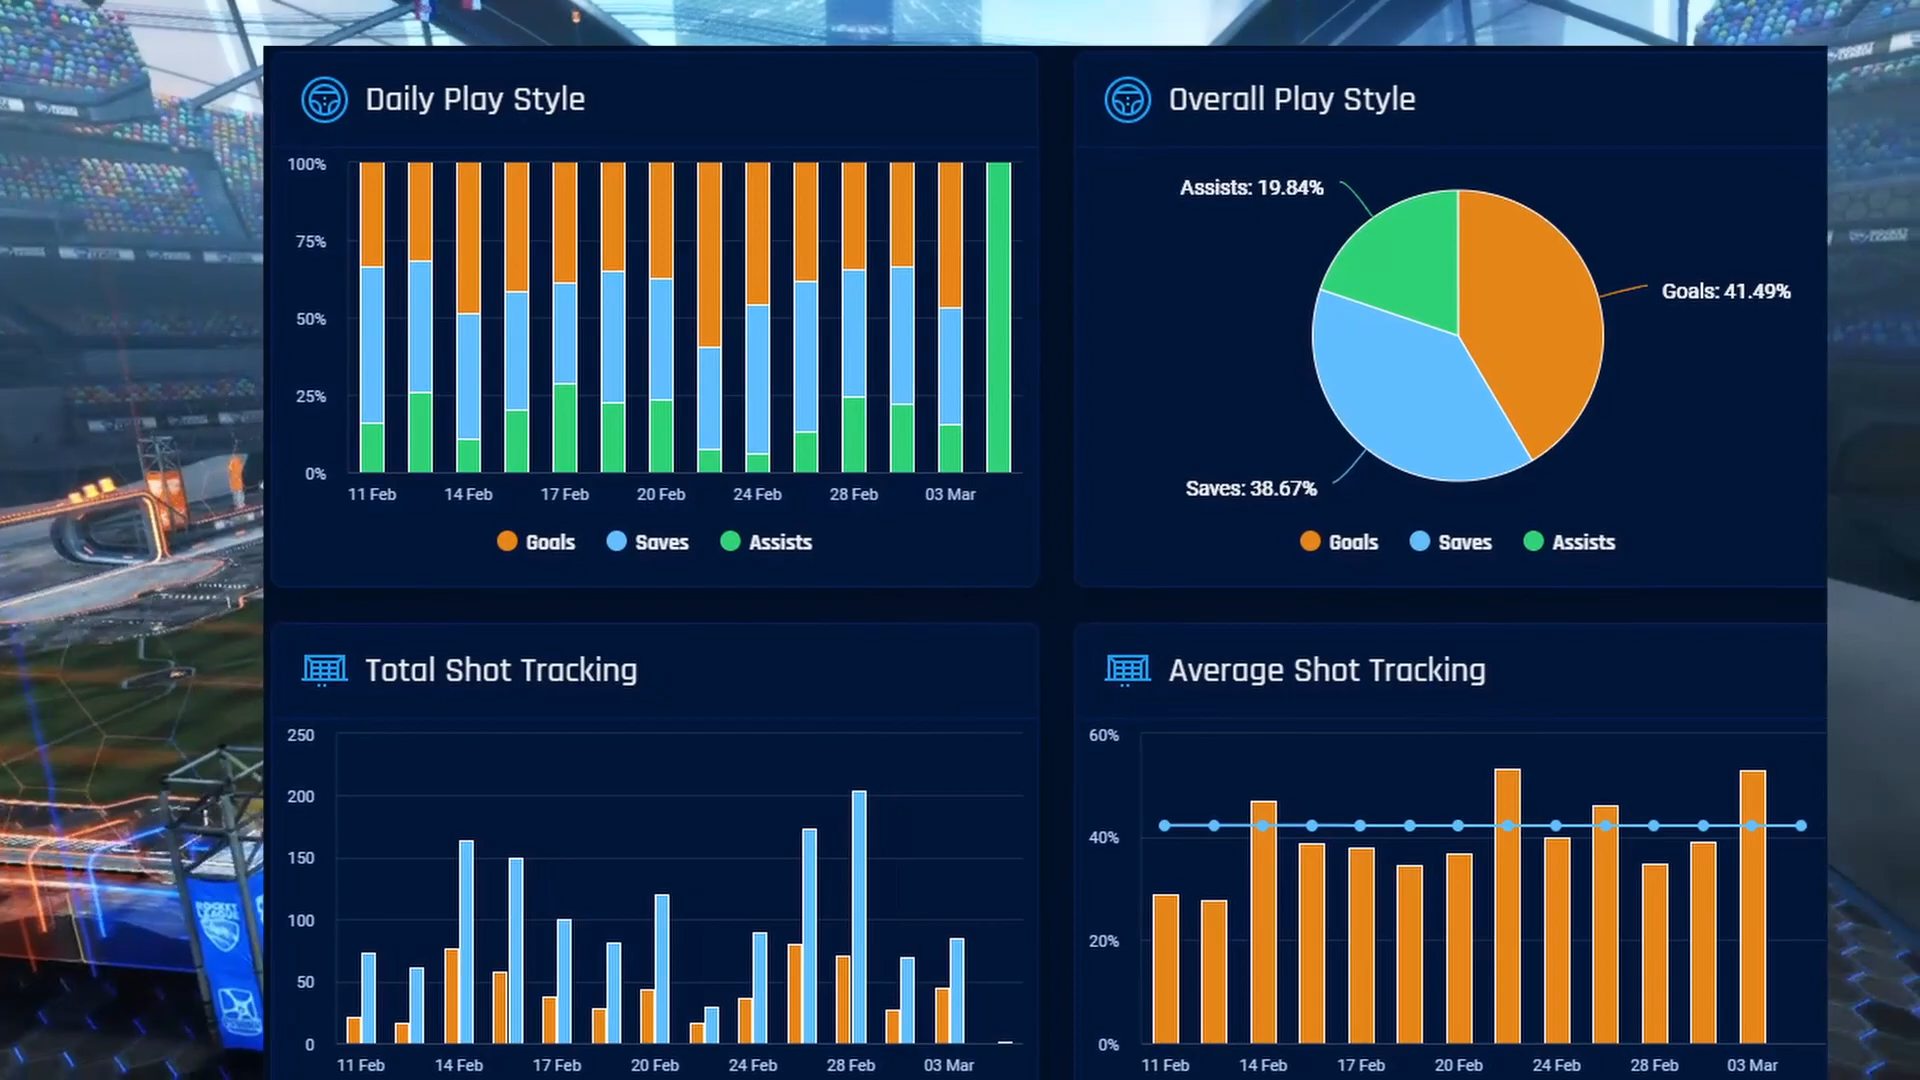 Daily Play Style
100%
75%
50%
25%
0%
11 Feb 14 Feb 17 Feb 20 Feb 24 Feb 28 Feb 03 Mar
Goals Saves Assists
Overall Play Style
Assists: 19.84%
Goals: 41.49%
Saves: 38.67%
Goals Saves Assists
Total Shot Tracking
250
200
150
100
50
0
11 Feb 14 Feb 17 Feb 20 Feb 24 Feb 28 Feb 03 Mar
Average Shot Tracking
60%
40%
20%
0%
11 Feb 14 Feb 17 Feb 20 Feb 24 Feb 28 Feb 03 Mar
ROCKET
LEAGUE